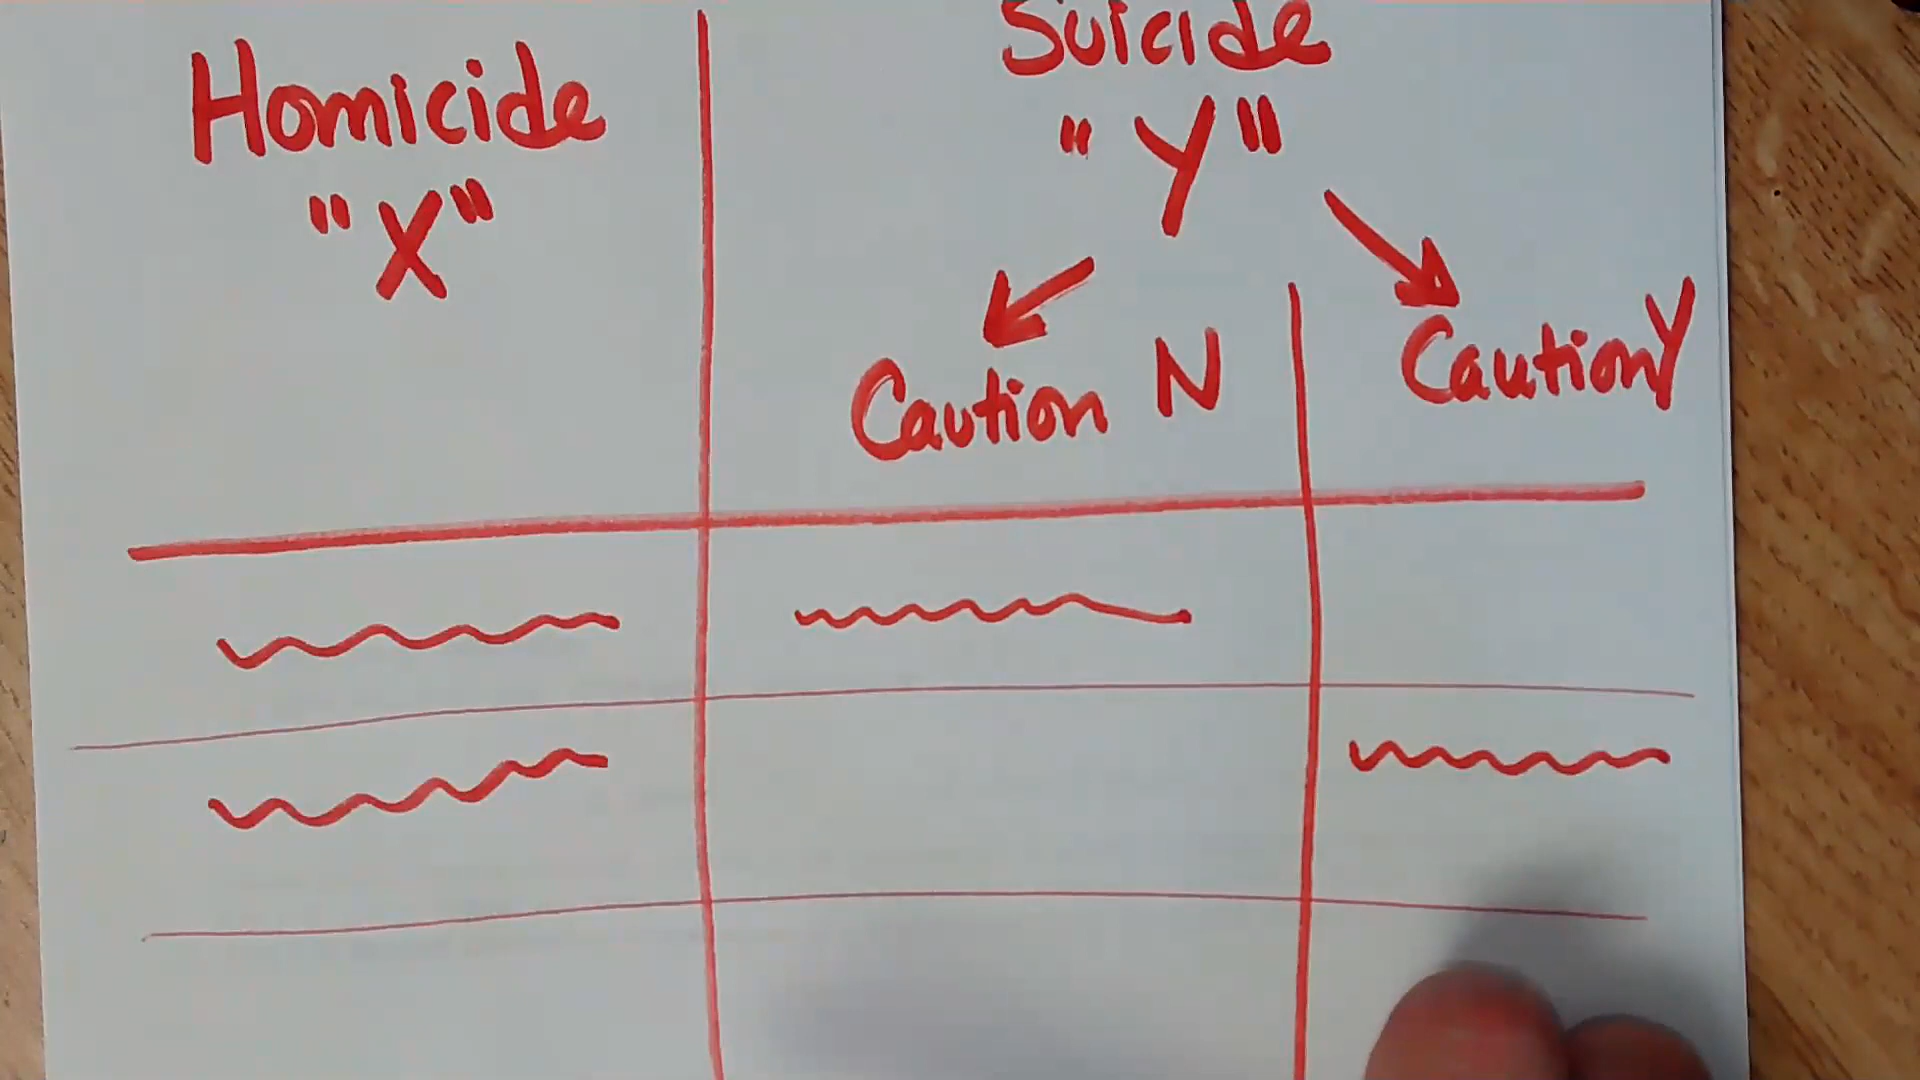 Homicide
"X"
Suicide
"Y"
Caution N
Caution Y